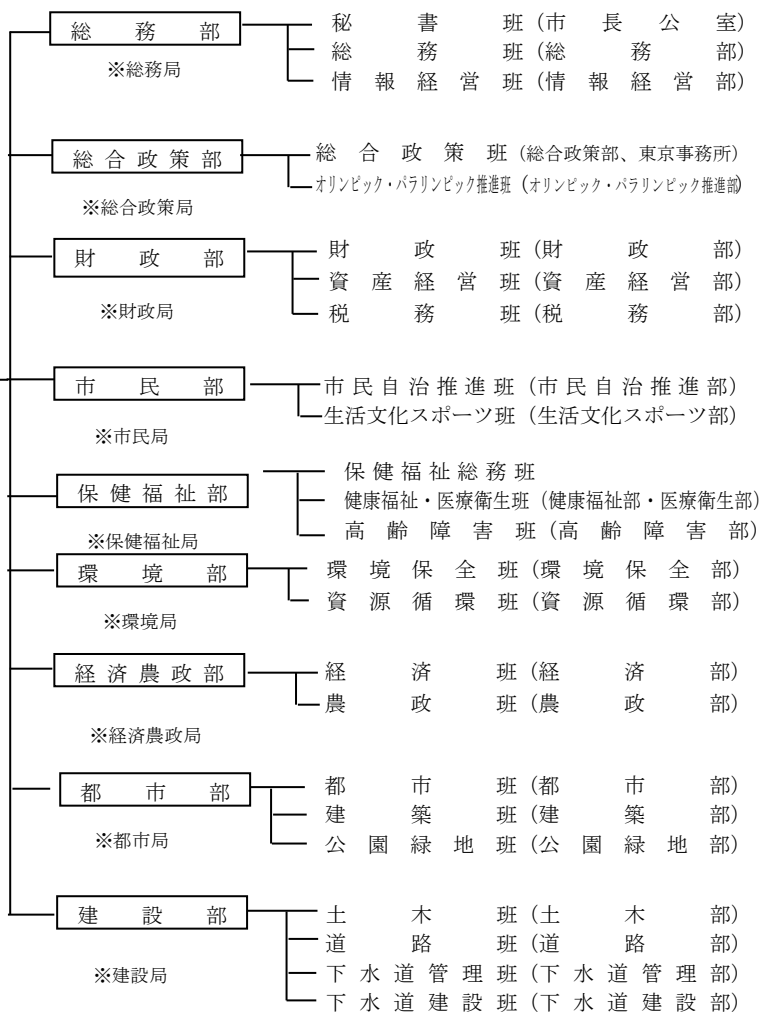 総務部 秘書班（市長公室）
総務班（総務部）
※総務局
情報経営班（情報経営部）
総合政策部 総合政策班（総合政策部、東京事務所）
オリンピック・パラリンピック推進班（オリンピック・パラリンピック推進部）
※総合政策局
財政部 財政班（財政部）
資産経営班（資産経営部）
※財政局
税務班（税務部）
市民部 市民自治推進班（市民自治推進部）
生活文化スポーツ班（生活文化スポーツ部）
※市民局
保健福祉部 保健福祉総務班
健康福祉・医療衛生班（健康福祉部・医療衛生部）
高齢障害班（高齢障害部）
※保健福祉局
環境部 環境保全班（環境保全部）
資源循環班（資源循環部）
※環境局
経済農政部 経済班（経済部）
農政班（農政部）
※経済農政局
都市部 都市班（都市部）
建築班（建築部）
※都市局
公園緑地班（公園緑地部）
建設部 土木班（土木部）
道路班（道路部）
※建設局
下水道管理班（下水道管理部）
下水道建設班（下水道建設部）